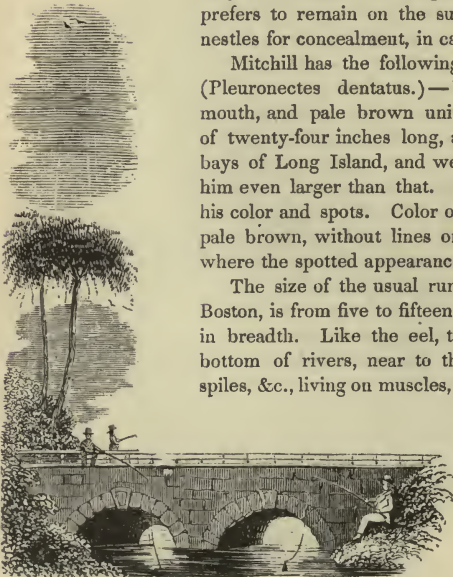 prefers to remain on the su
nestles for concealment, in ca
Mitchill has the following
(Pleuronectes dentatus.)—
mouth, and pale brown uni
of twenty-four inches long, a
bays of Long Island, and we
him even larger than that.
his color and spots. Color o
pale brown, without lines or
where the spotted appearanc
The size of the usual run
Boston, is from five to fifteen
in breadth. Like the eel, t
bottom of rivers, near to th
spiles, &c., living on muscles,